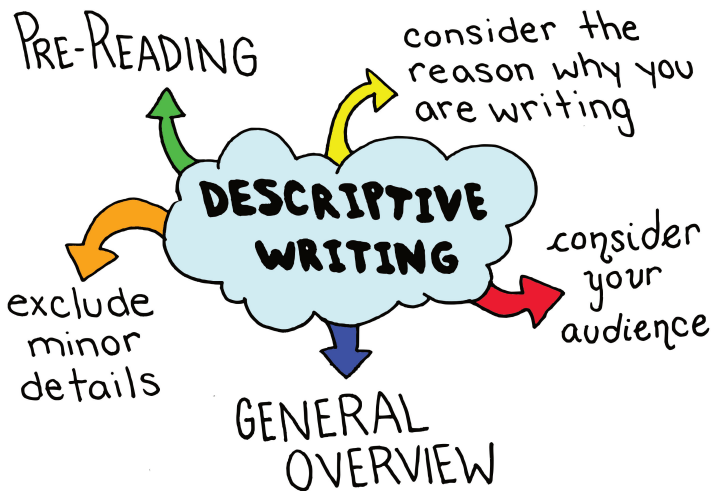 PRE-READING
consider the
reason why you
are writing
DESCRIPTIVE
WRITING
consider
your
audience
exclude
minor
details
GENERAL
OVERVIEW